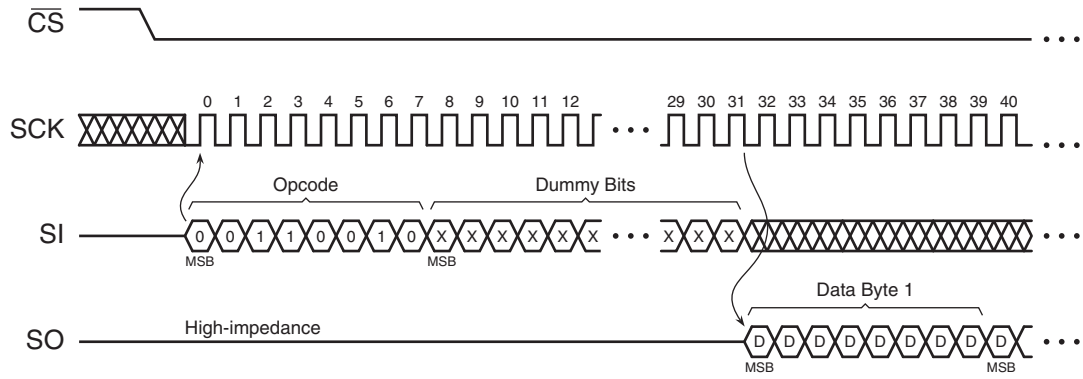 CS
0 1 2 3 4 5 6 7 8 9 10 11 12 29 30 31 32 33 34 35 36 37 38 39 40
SCK
Opcode Dummy Bits
SI 0 0 1 1 0 0 1 0 X X X X X X X X X
MSB MSB
Data Byte 1
High-impedance
SO D D D D D D D D D
MSB MSB